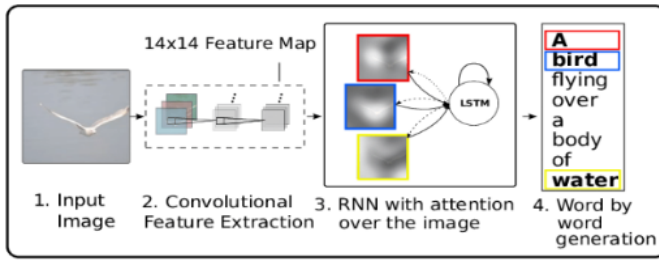 14x14 Feature Map
LSTM
A
bird
flying
over
a
body
of
water
1. Input
Image
2. Convolutional
Feature Extraction
3. RNN with attention
over the image
4. Word by
word
generation